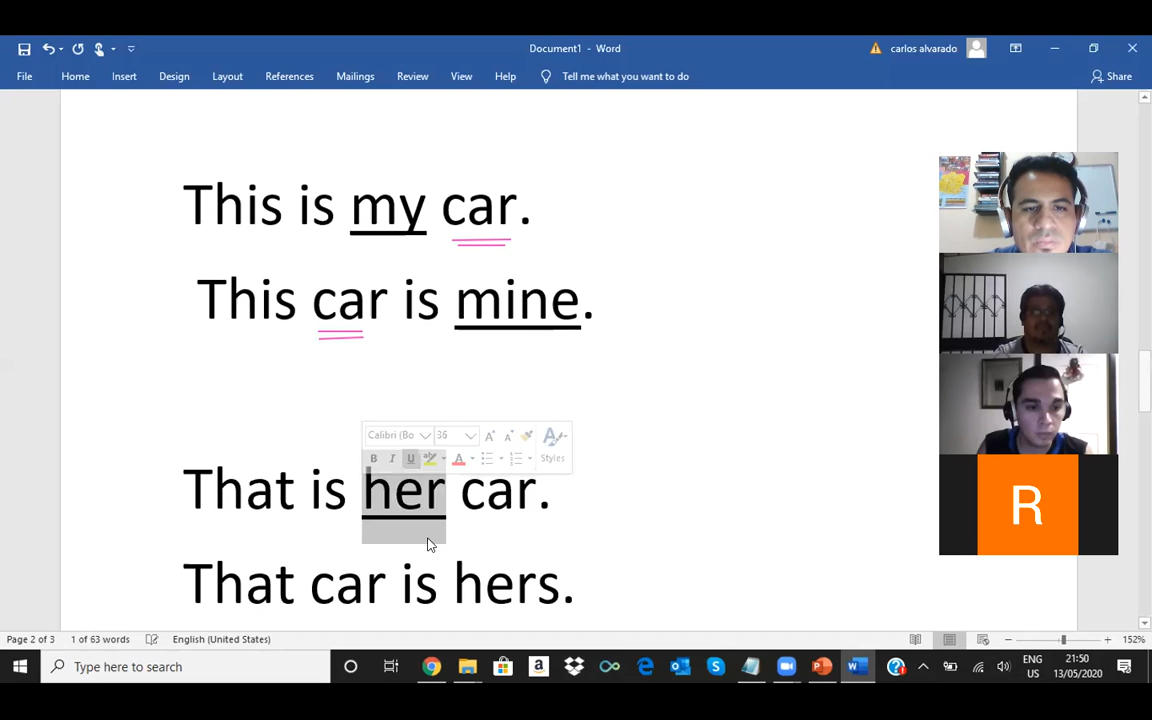 Document1 - Word
carlos alvarado
File Home Insert Design Layout References Mailings Review View Help Tell me what you want to do Share
This is my car.
This car is mine.
Calibri (Bo 36
B I U ab A Styles
That is her car.
That car is hers.
R
Page 2 of 3 1 of 63 words English (United States) 152%
Type here to search
ENG
US
21:50
13/05/2020